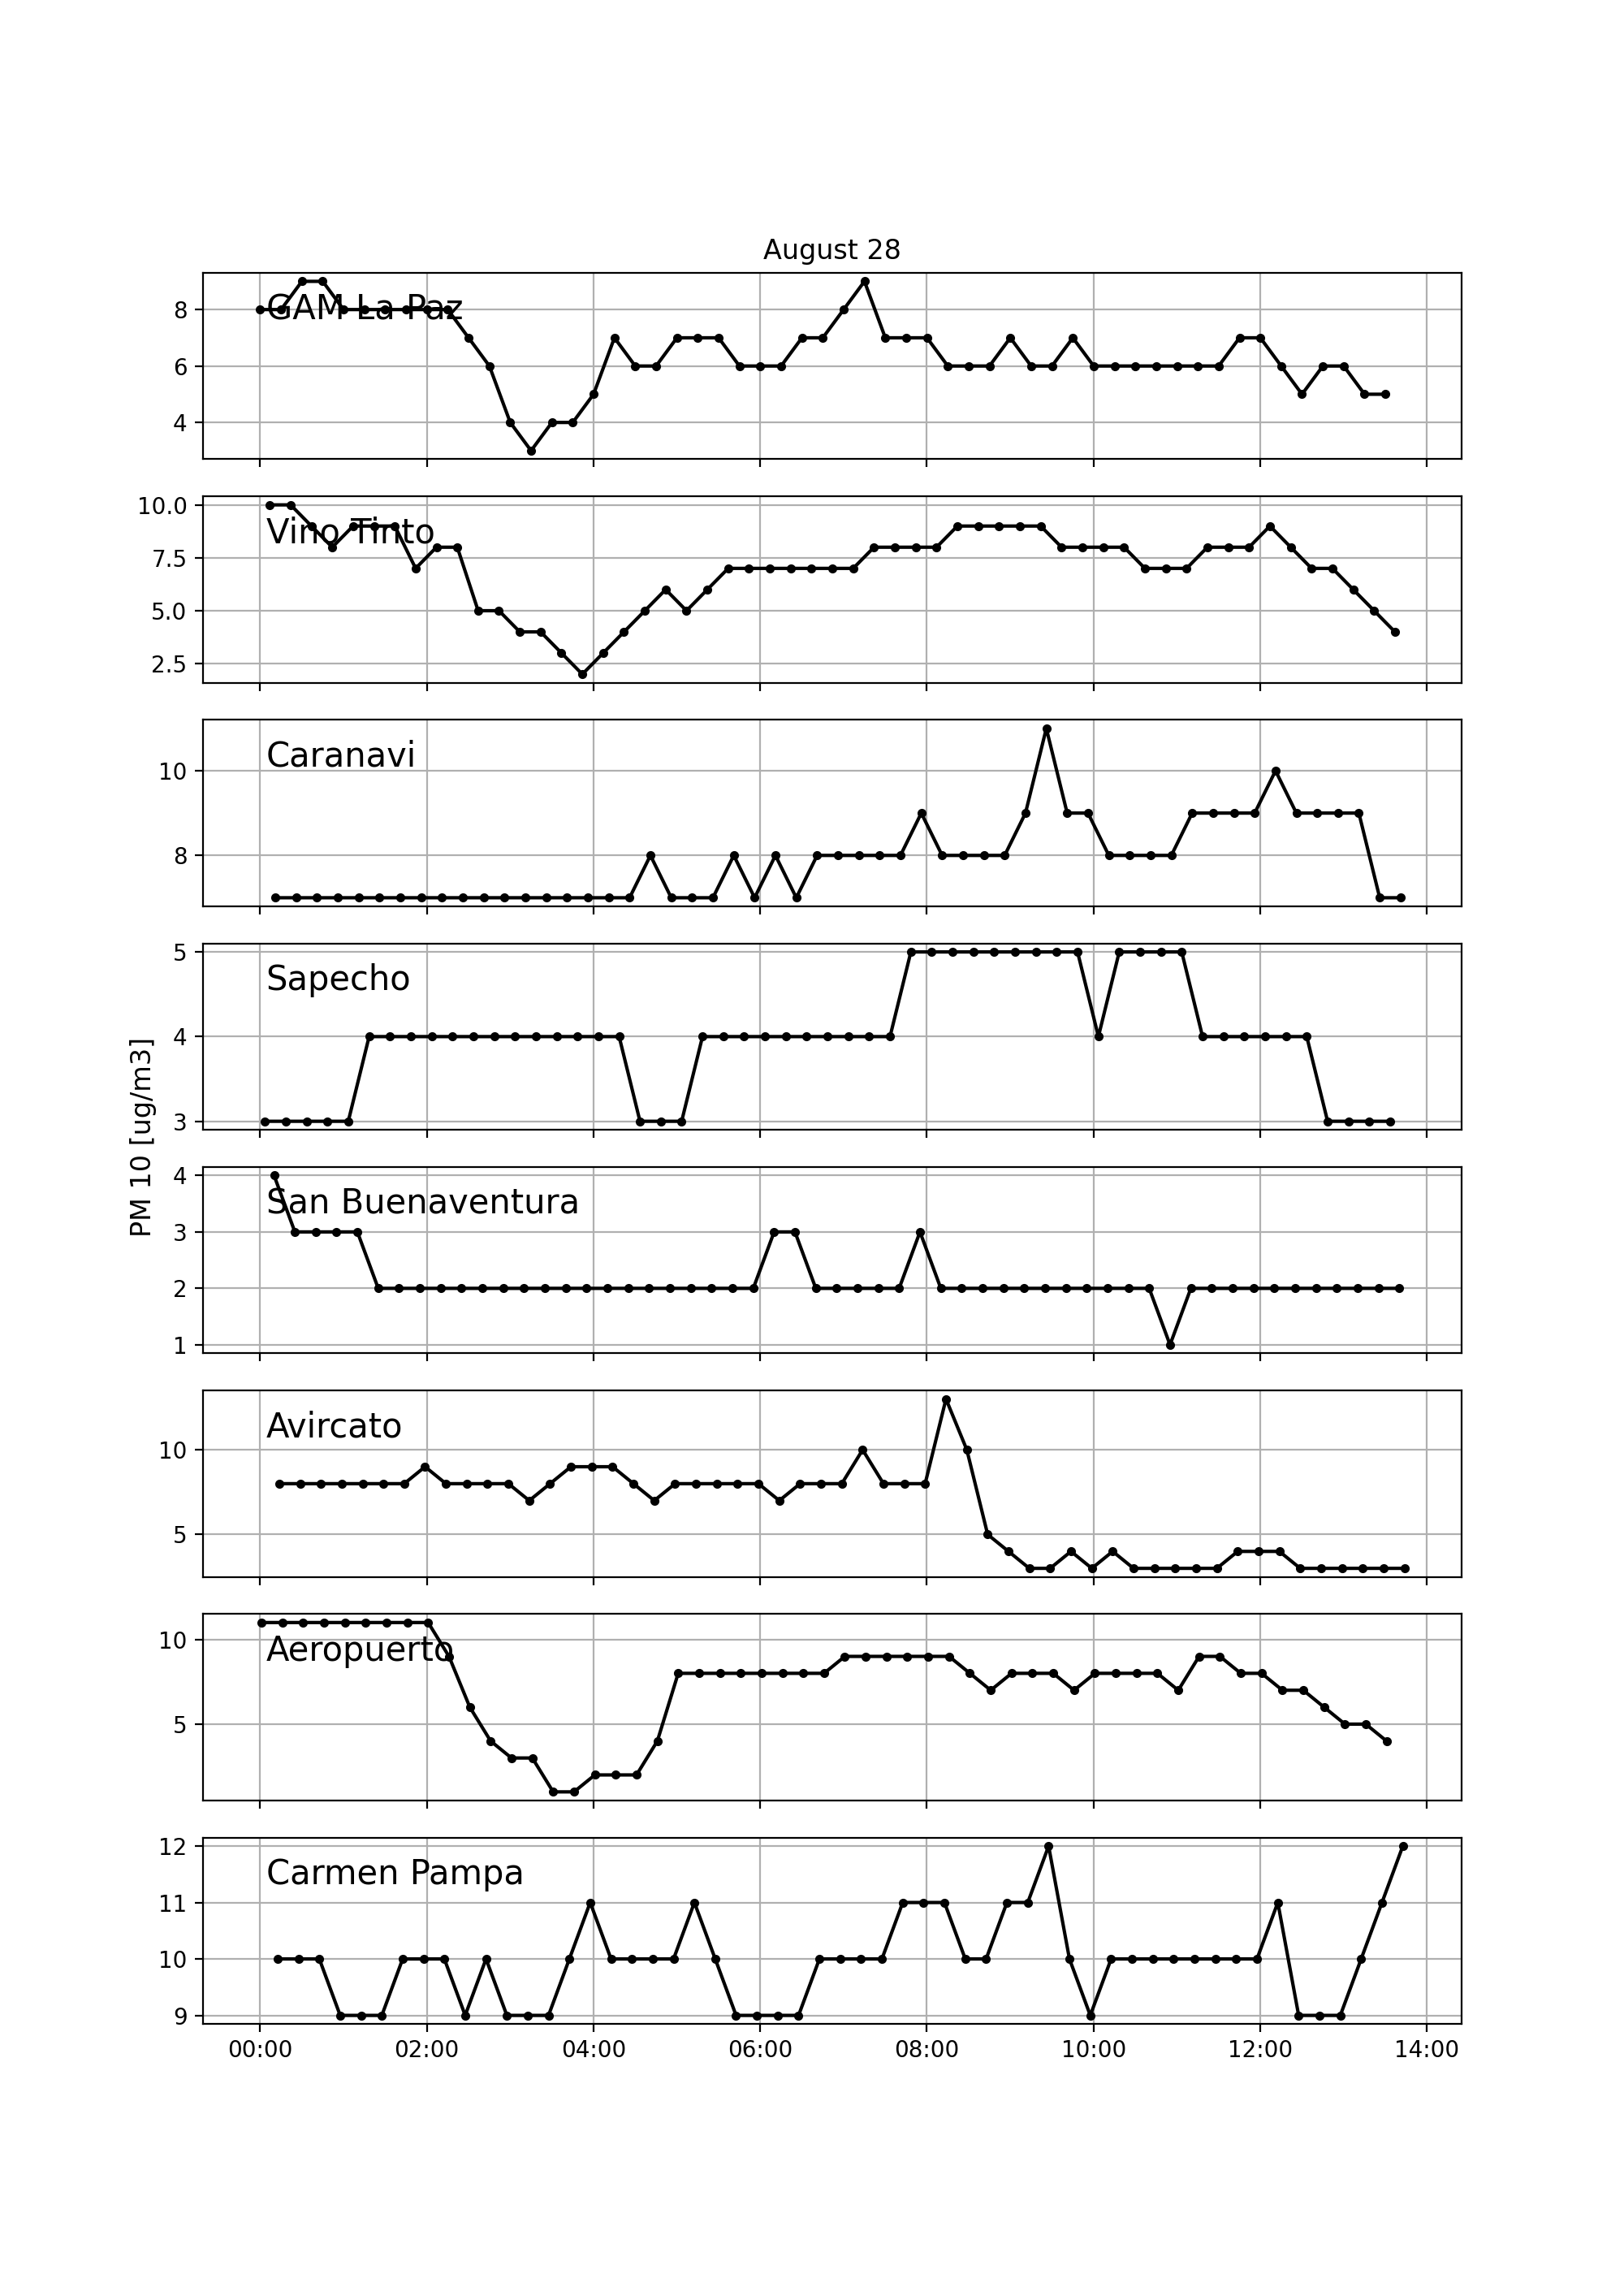 August 28
GAM La Paz
8
6
4
Vino Tinto
10.0
7.5
5.0
2.5
Caranavi
10
8
Sapecho
5
4
3
PM 10 [ug/m3]
San Buenaventura
4
3
2
1
Avircato
10
5
Aeropuerto
10
5
Carmen Pampa
12
11
10
9
00:00 02:00 04:00 06:00 08:00 10:00 12:00 14:00